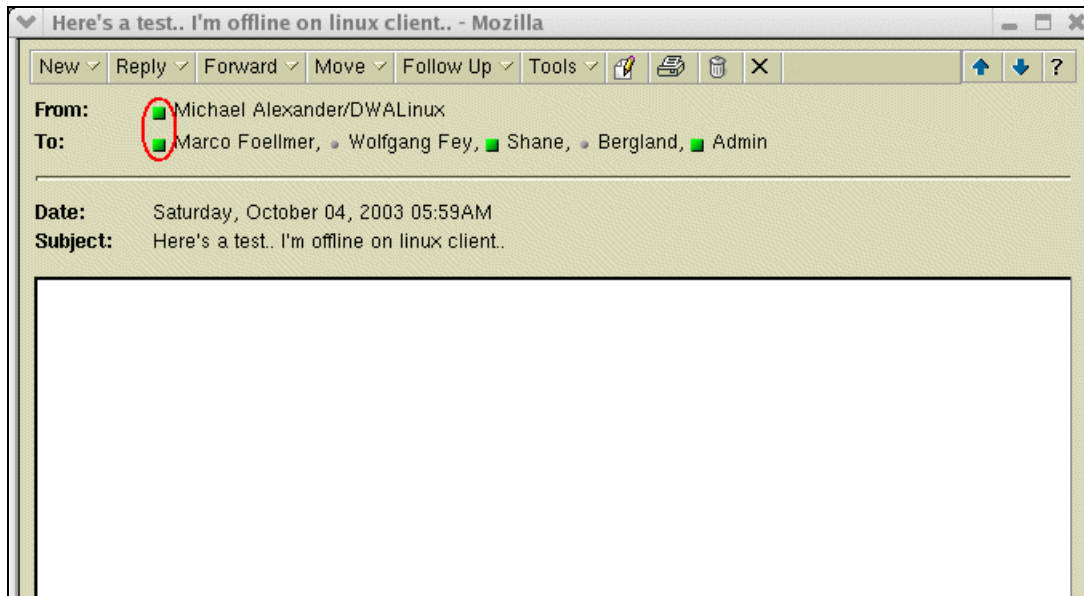 Here's a test.. I'm offline on linux client.. - Mozilla
New Reply Forward Move Follow Up Tools ?
From: Michael Alexander/DWALinux
To: Marco Foellmer, Wolfgang Fey, Shane, Bergland, Admin
Date: Saturday, October 04, 2003 05:59AM
Subject: Here's a test.. I'm offline on linux client..